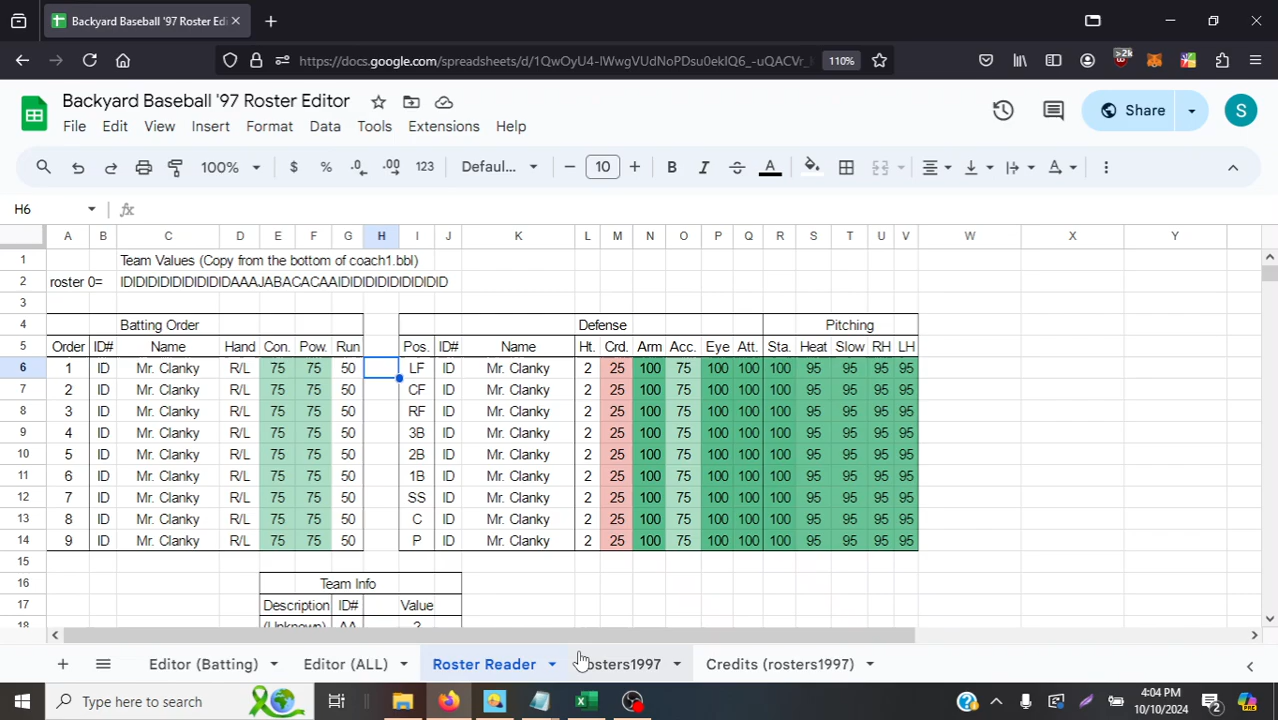 Backyard Baseball '97 Roster Edi
https://docs.google.com/spreadsheets/d/1QwOyU4-IWwgVUdNoPDsu0ekIQ6_-uQACVr_ 110% >2k
Backyard Baseball '97 Roster Editor
Share S
File Edit View Insert Format Data Tools Extensions Help
100% $ % .0 .00 123 Defaul... − 10 + B I A
H6 fx
A B C D E F G H I J K L M N O P Q R S T U V W X Y
1 Team Values (Copy from the bottom of coach1.bbl)
2 roster 0= IDIDIDIDIDIDIDIDIDAAAJABACACAAIDIDIDIDIDIDIDIDID
3
4 Batting Order Defense Pitching
5 Order ID# Name Hand Con. Pow. Run Pos. ID# Name Ht. Crd. Arm Acc. Eye Att. Sta. Heat Slow RH LH
6 1 ID Mr. Clanky R/L 75 75 50 LF ID Mr. Clanky 2 25 100 75 100 100 100 95 95 95 95
7 2 ID Mr. Clanky R/L 75 75 50 CF ID Mr. Clanky 2 25 100 75 100 100 100 95 95 95 95
8 3 ID Mr. Clanky R/L 75 75 50 RF ID Mr. Clanky 2 25 100 75 100 100 100 95 95 95 95
9 4 ID Mr. Clanky R/L 75 75 50 3B ID Mr. Clanky 2 25 100 75 100 100 100 95 95 95 95
10 5 ID Mr. Clanky R/L 75 75 50 2B ID Mr. Clanky 2 25 100 75 100 100 100 95 95 95 95
11 6 ID Mr. Clanky R/L 75 75 50 1B ID Mr. Clanky 2 25 100 75 100 100 100 95 95 95 95
12 7 ID Mr. Clanky R/L 75 75 50 SS ID Mr. Clanky 2 25 100 75 100 100 100 95 95 95 95
13 8 ID Mr. Clanky R/L 75 75 50 C ID Mr. Clanky 2 25 100 75 100 100 100 95 95 95 95
14 9 ID Mr. Clanky R/L 75 75 50 P ID Mr. Clanky 2 25 100 75 100 100 100 95 95 95 95
15
16 Team Info
17 Description ID# Value
18 (Unknown) AA ?
Editor (Batting) Editor (ALL) Roster Reader rosters1997 Credits (rosters1997)
Type here to search
4:04 PM
10/10/2024
2